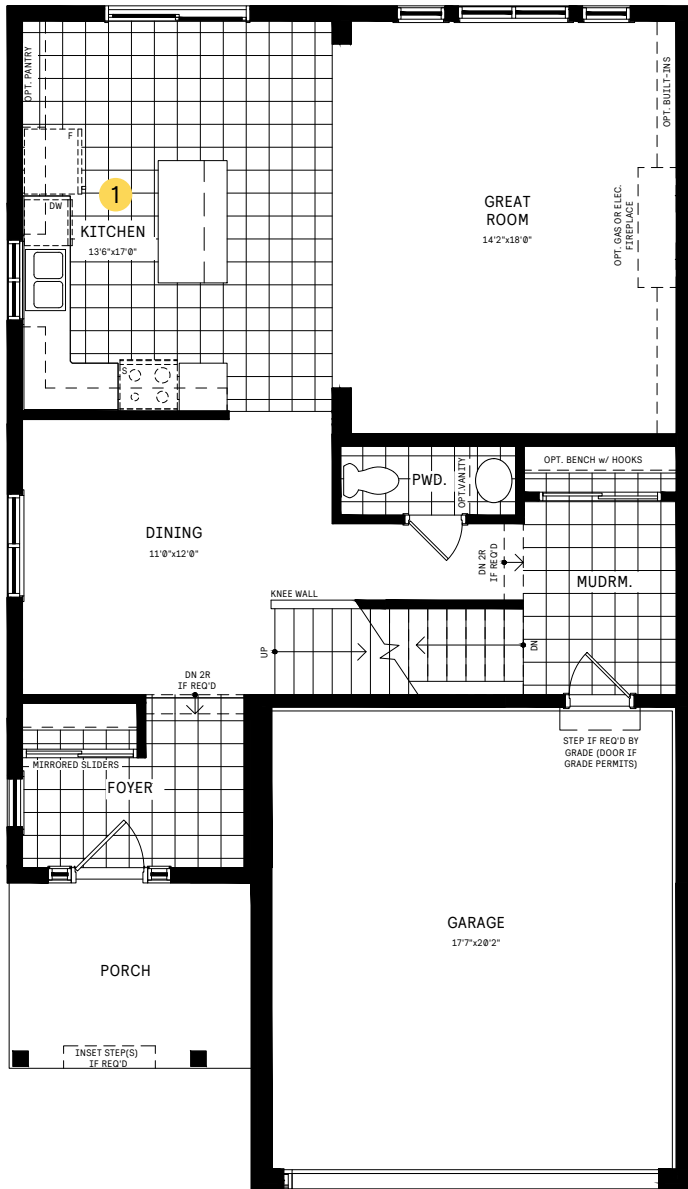 OPT. PANTRY
F
DW
1
KITCHEN
13'6"x17'0"
S
GREAT
ROOM
14'2"x18'0"
OPT. BUILT-INS
OPT. GAS OR ELEC.
FIREPLACE
PWD.
OPT.VANITY
OPT. BENCH w/ HOOKS
DINING
11'0"x12'0"
DN 2R
IF REQ'D
MUDRM.
KNEE WALL
UP
DN
DN 2R
IF REQ'D
MIRRORED SLIDERS
FOYER
STEP IF REQ'D BY
GRADE (DOOR IF
GRADE PERMITS)
GARAGE
17'7"x20'2"
PORCH
INSET STEP(S)
IF REQ'D